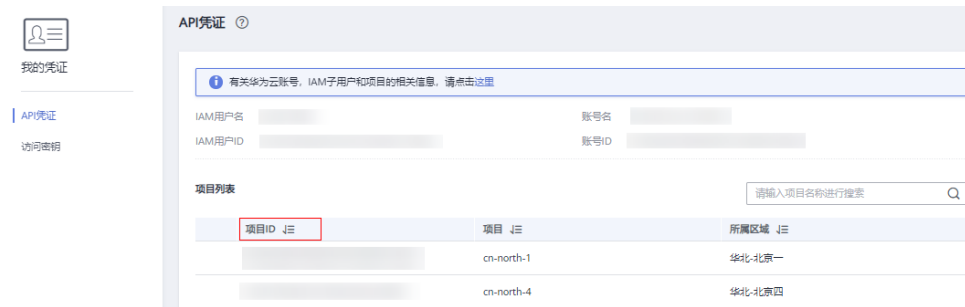 API凭证
我的凭证
有关华为云账号，IAM子用户和项目的相关信息，请点击这里
API凭证
IAM用户名 账号名
访问密钥
IAM用户ID 账号ID
项目列表
请输入项目名称进行搜索
项目ID 项目 所属区域
cn-north-1 华北-北京一
cn-north-4 华北-北京四